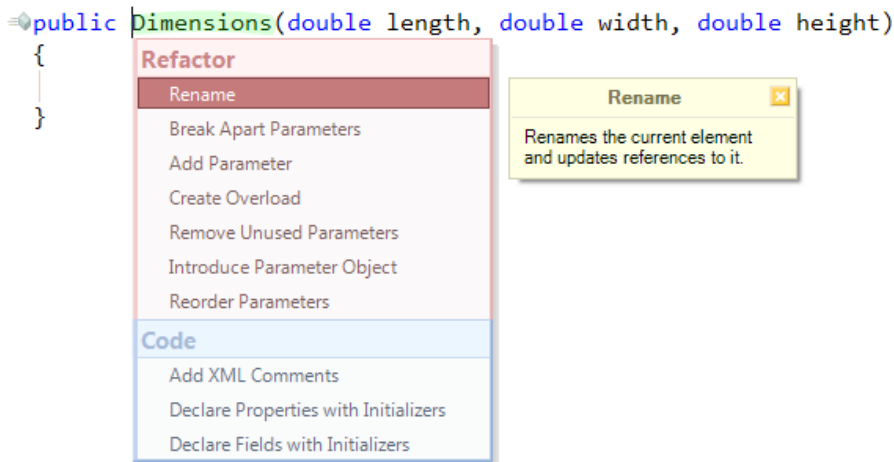 public Dimensions(double length, double width, double height)
{
Refactor
Rename
Break Apart Parameters
Add Parameter
Create Overload
Remove Unused Parameters
Introduce Parameter Object
Reorder Parameters
Code
Add XML Comments
Declare Properties with Initializers
Declare Fields with Initializers
}
Rename
Renames the current element
and updates references to it.